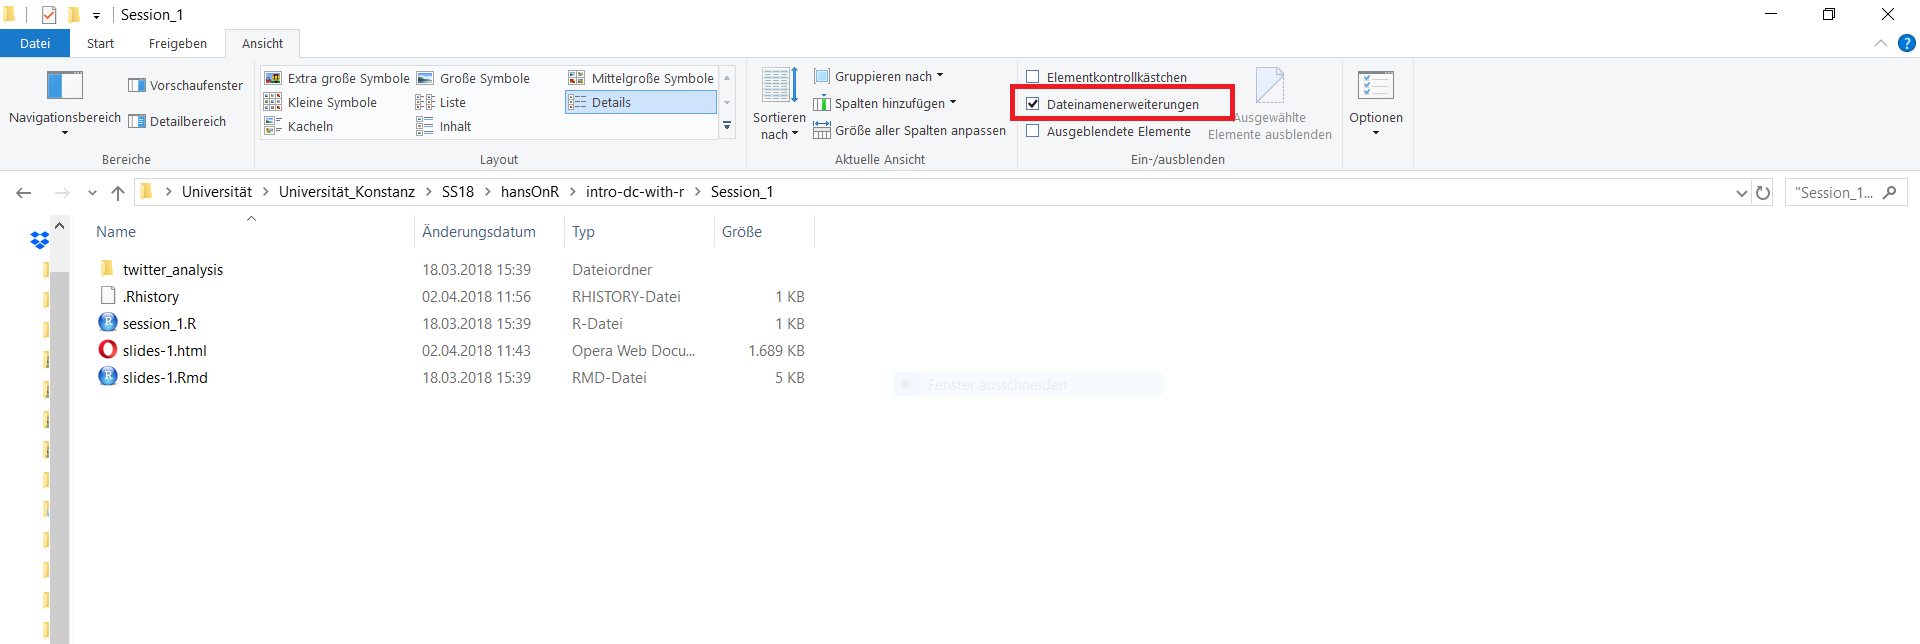 Session_1
Datei Start Freigeben Ansicht
Navigationsbereich
Vorschaufenster
Detailbereich
Bereiche
Extra große Symbole Große Symbole Mittelgroße Symbole
Kleine Symbole Liste Details
Kacheln Inhalt
Layout
Sortieren
nach
Gruppieren nach
Spalten hinzufügen
Größe aller Spalten anpassen
Aktuelle Ansicht
Elementkontrollkästchen
Dateinamenerweiterungen
Ausgeblendete Elemente
Ausgewählte
Elemente ausblenden
Ein-/ausblenden
Optionen
Universität > Universität_Konstanz > SS18 > hansOnR > intro-dc-with-r > Session_1
"Session_1...
Name Änderungsdatum Typ Größe
twitter_analysis 18.03.2018 15:39 Dateiordner
.Rhistory 02.04.2018 11:56 RHISTORY-Datei 1 KB
session_1.R 18.03.2018 15:39 R-Datei 1 KB
slides-1.html 02.04.2018 11:43 Opera Web Docu... 1.689 KB
slides-1.Rmd 18.03.2018 15:39 RMD-Datei 5 KB
Fenster ausschneiden